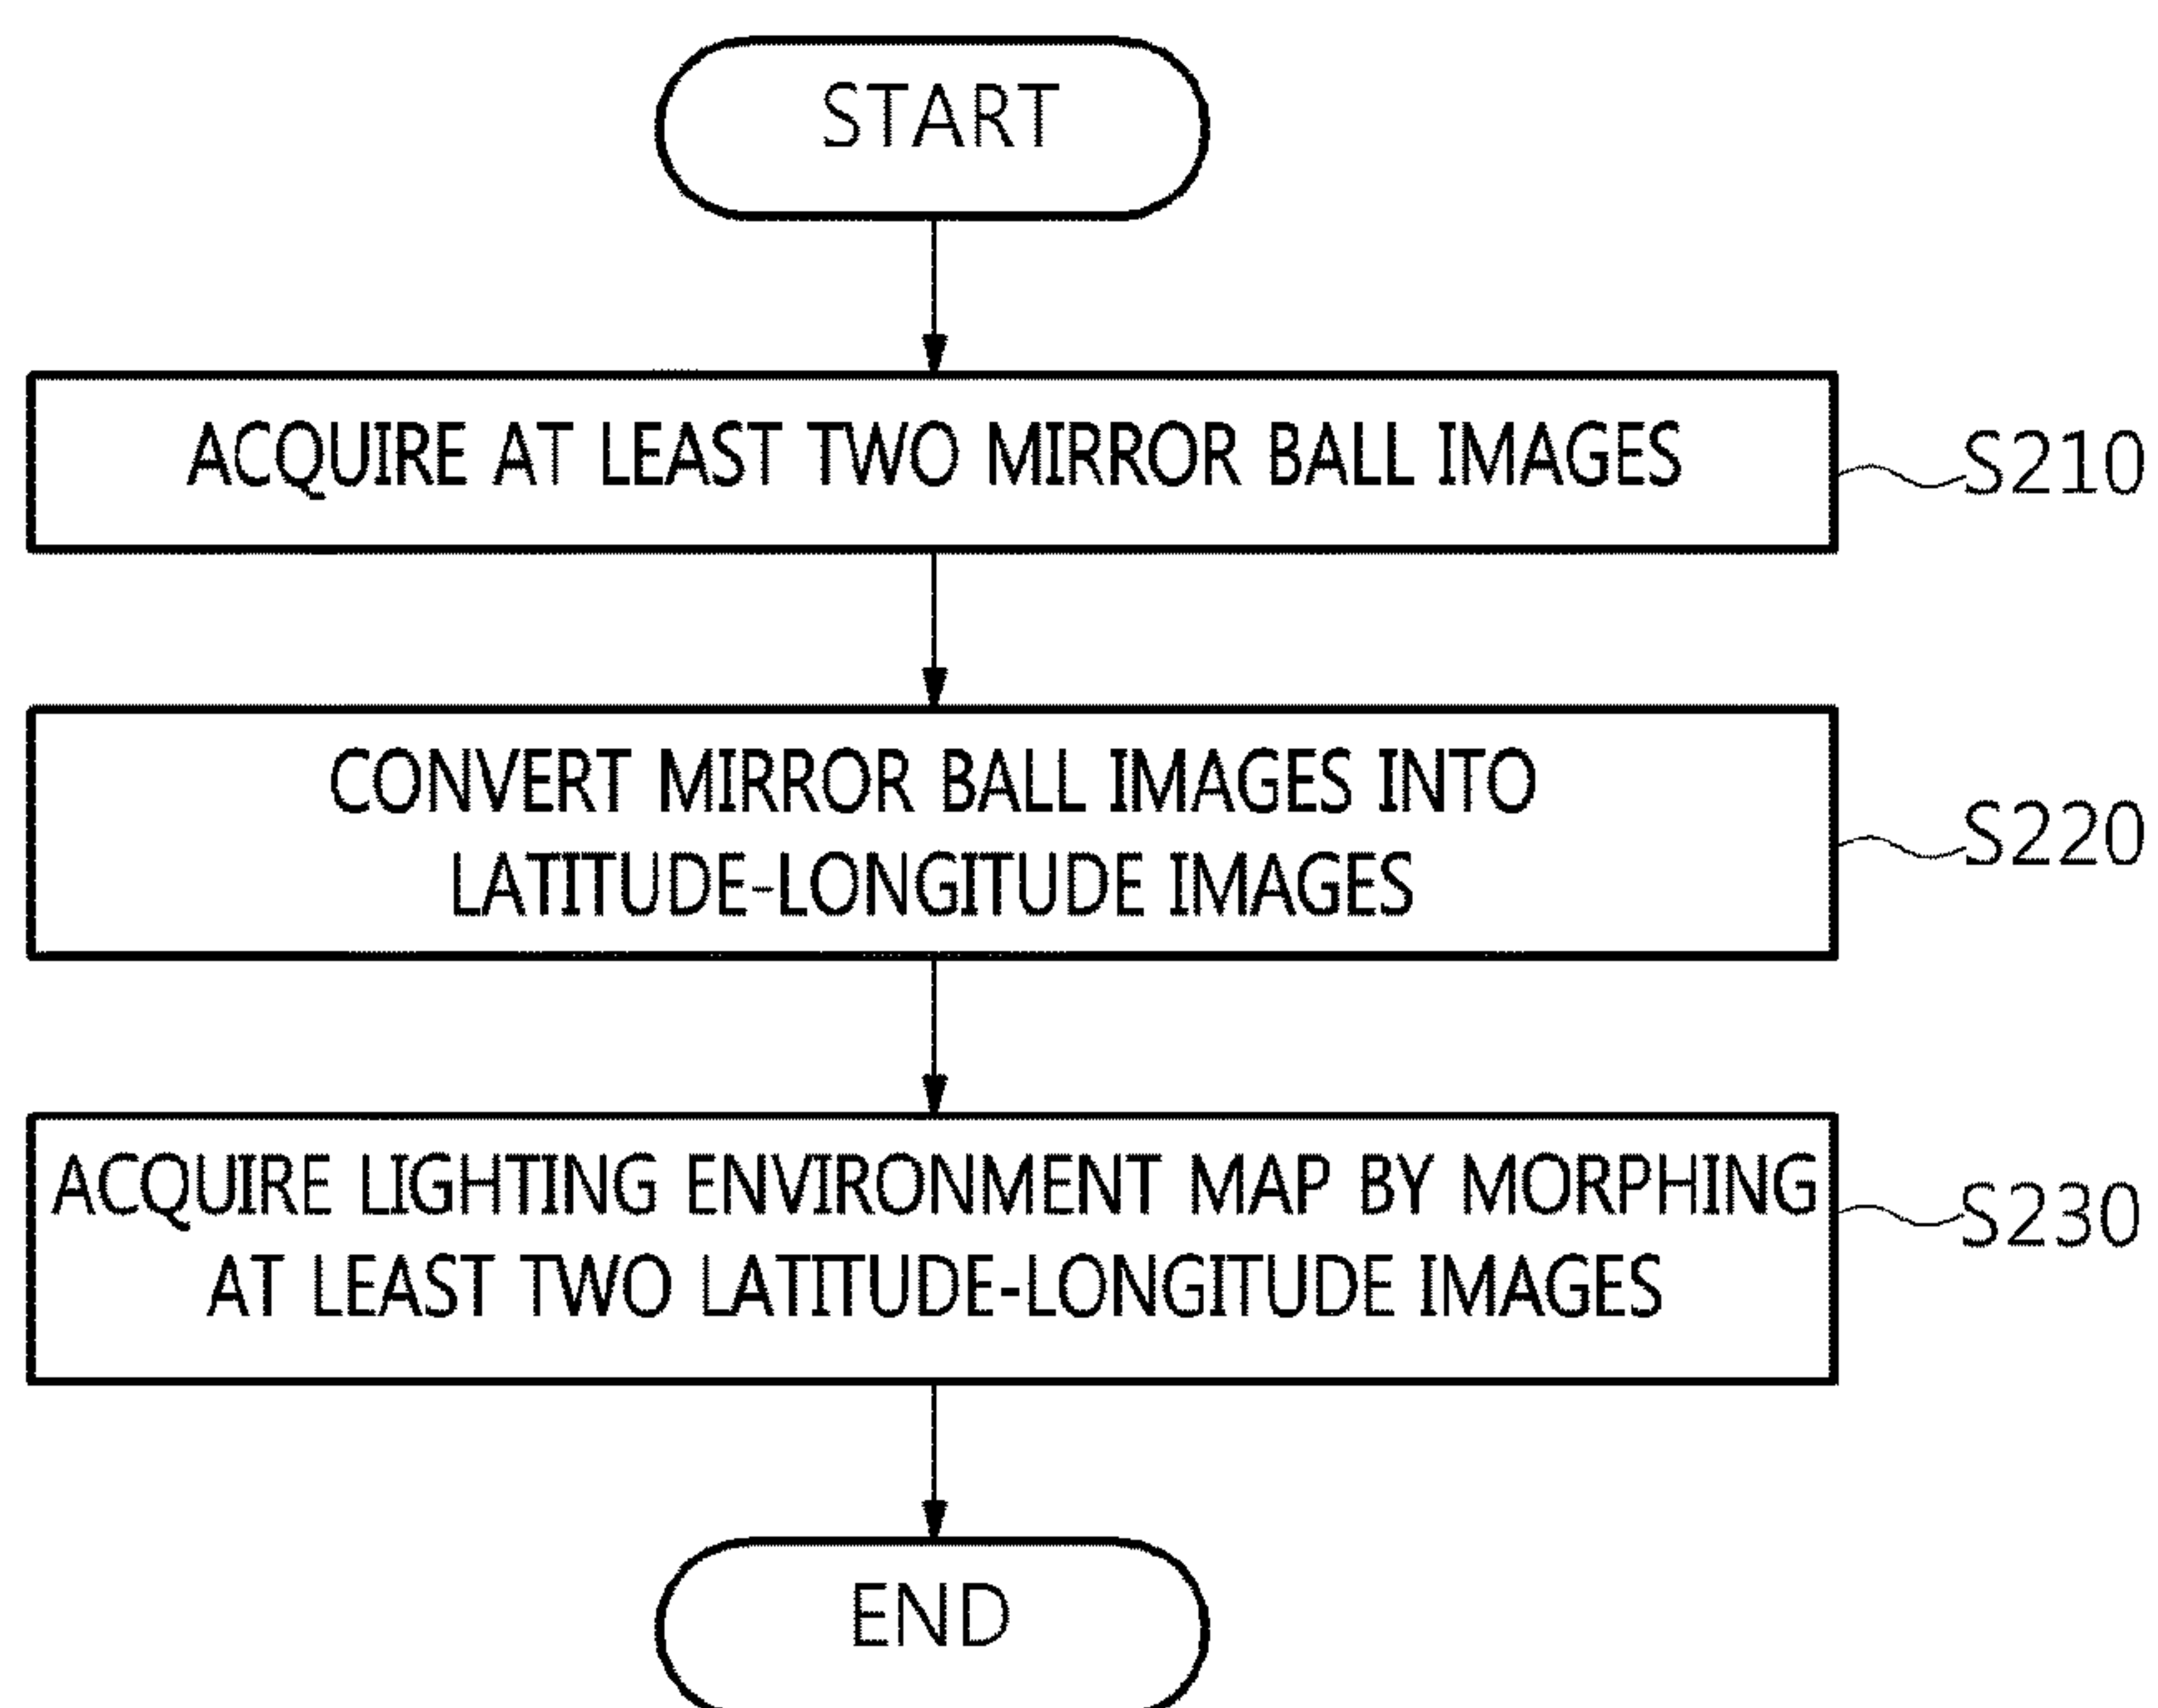 START
ACQUIRE AT LEAST TWO MIRROR BALL IMAGES
S210
CONVERT MIRROR BALL IMAGES INTO
LATITUDE-LONGITUDE IMAGES
S220
ACQUIRE LIGHTING ENVIRONMENT MAP BY MORPHING
AT LEAST TWO LATITUDE-LONGITUDE IMAGES
S230
END